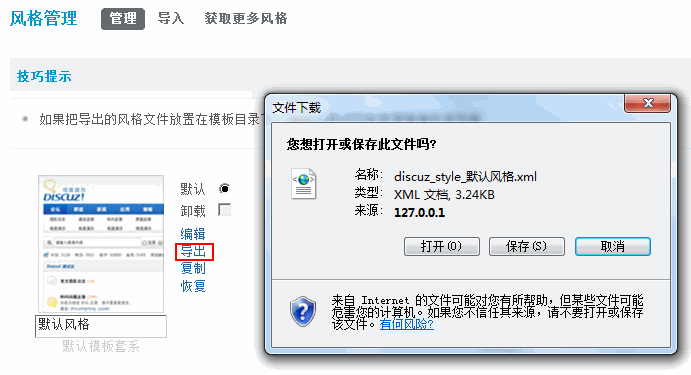 风格管理 管理 导入 获取更多风格
技巧提示
如果把导出的风格文件放置在模板目录下
DISCUZ!
默认
卸载
编辑
导出
复制
恢复
默认风格
默认模板套系
文件下载
您想打开或保存此文件吗?
名称: discuz_style_默认风格.xml
类型: XML 文档, 3.24KB
来源: 127.0.0.1
打开(O) 保存(S) 取消
来自 Internet 的文件可能对您有所帮助，但某些文件可能
危害您的计算机。如果您不信任其来源，请不要打开或保存
该文件。有何风险?